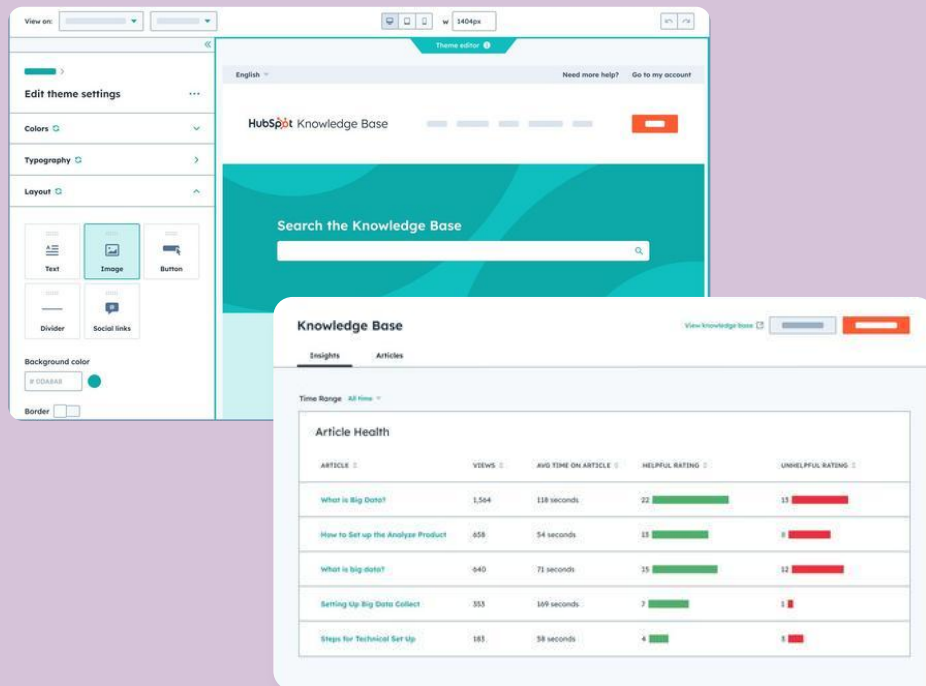 View on:
w 1404px
Theme editor
Edit theme settings
Colors
Typography
Layout
Text
Image
Button
Divider
Social links
Background color
# 0DA8A8
Border
English
Need more help? Go to my account
HubSpot Knowledge Base
Search the Knowledge Base
Knowledge Base
View knowledge base
Insights Articles
Time Range All time
Article Health
ARTICLE VIEWS AVG TIME ON ARTICLE HELPFUL RATING UNHELPFUL RATING
What is Big Data? 1,564 118 seconds 22 13
How to Set up the Analyze Product 658 54 seconds 13 8
What is big data? 640 71 seconds 15 12
Setting Up Big Data Collect 353 169 seconds 7 1
Steps for Technical Set Up 183 58 seconds 4 3